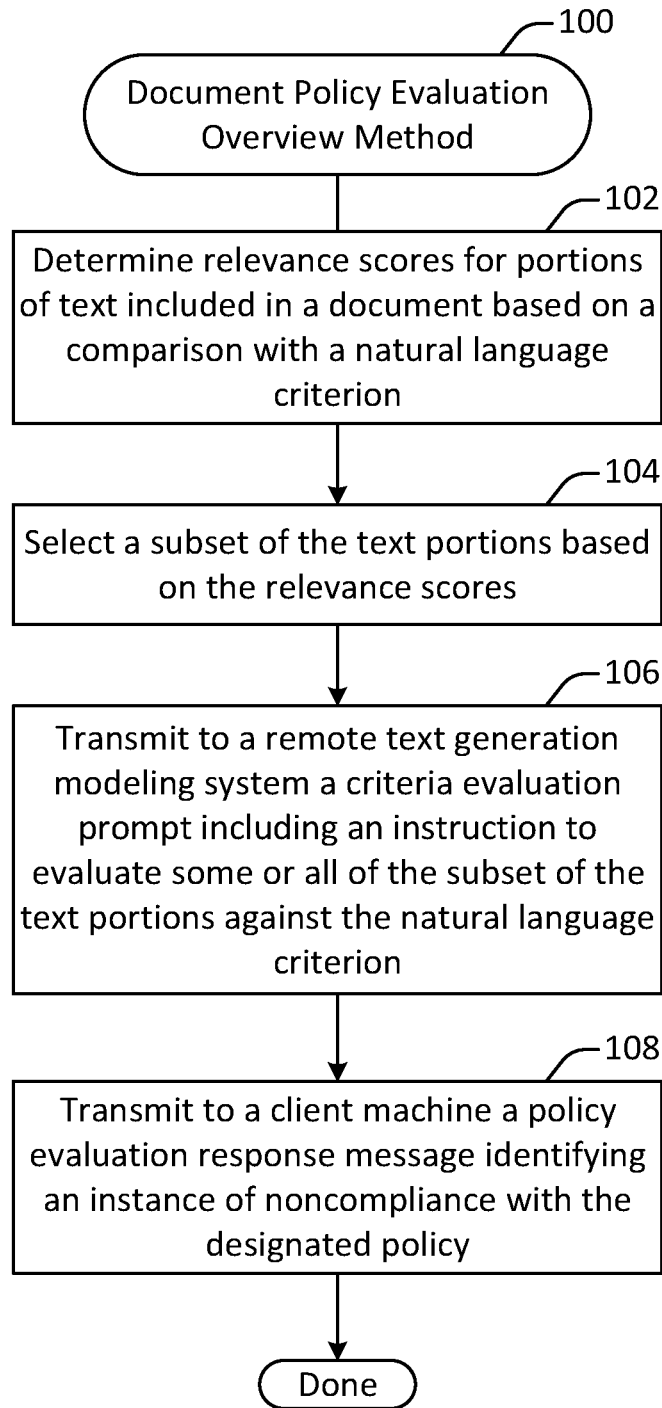 100
Document Policy Evaluation
Overview Method
102
Determine relevance scores for portions
of text included in a document based on a
comparison with a natural language
criterion
104
Select a subset of the text portions based
on the relevance scores
106
Transmit to a remote text generation
modeling system a criteria evaluation
prompt including an instruction to
evaluate some or all of the subset of the
text portions against the natural language
criterion
108
Transmit to a client machine a policy
evaluation response message identifying
an instance of noncompliance with the
designated policy
Done